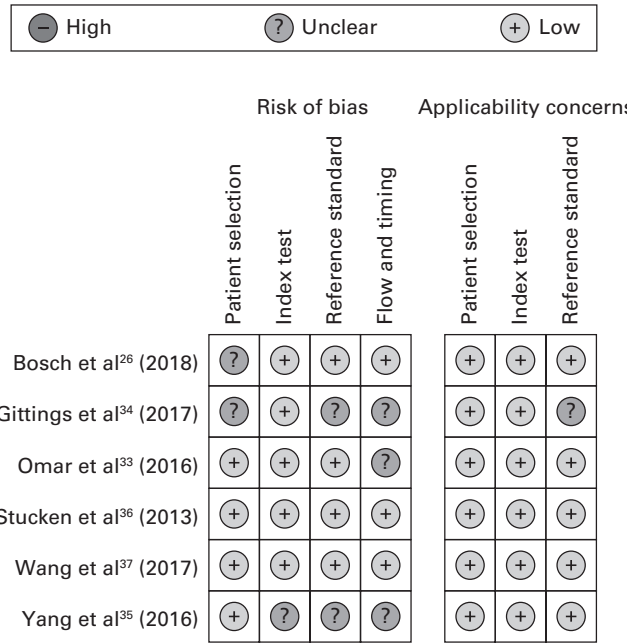 − High ? Unclear + Low
Risk of bias Applicability concerns
Patient selection
Index test
Reference standard
Flow and timing
Patient selection
Index test
Reference standard
Bosch et al²⁶ (2018) ? + + + + + +
Gittings et al³⁴ (2017) ? + ? ? + + ?
Omar et al³³ (2016) + + + ? + + +
Stucken et al³⁶ (2013) + + + + + + +
Wang et al³⁷ (2017) + + + + + + +
Yang et al³⁵ (2016) + ? ? ? + + +